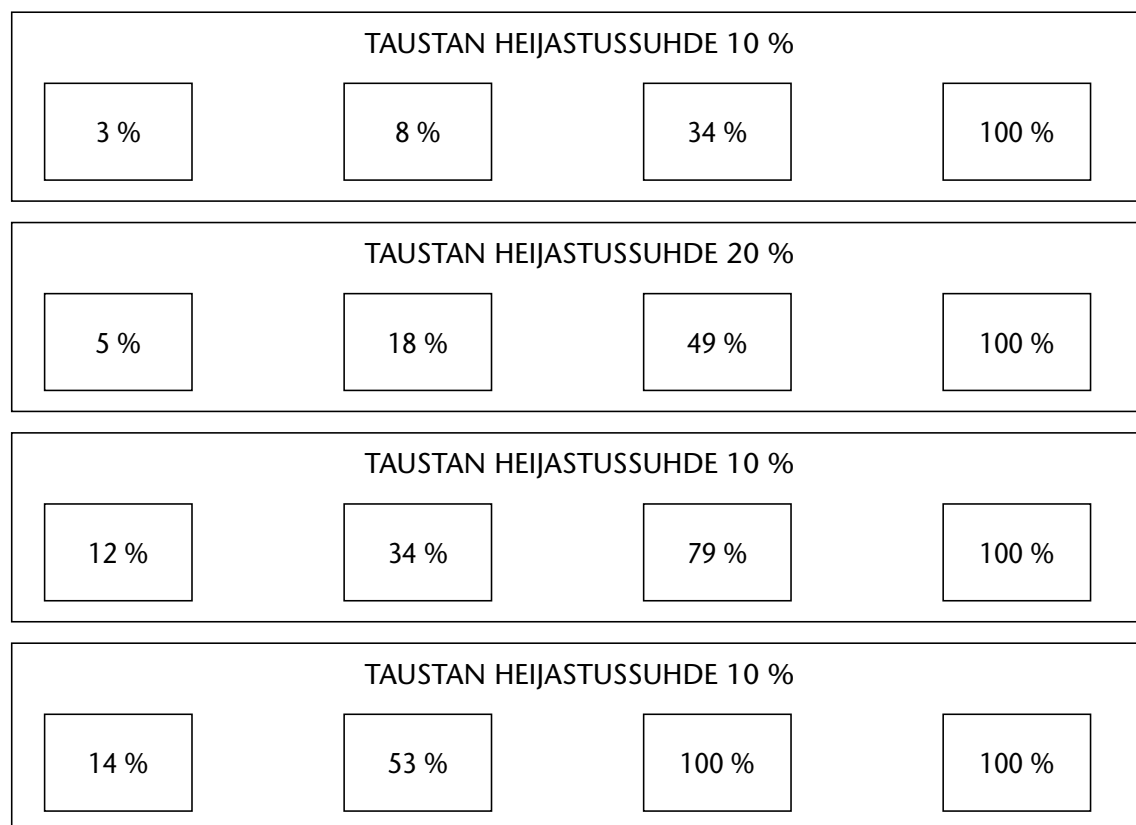 TAUSTAN HEIJASTUSSUHDE 10 %
3 % 8 % 34 % 100 %
TAUSTAN HEIJASTUSSUHDE 20 %
5 % 18 % 49 % 100 %
TAUSTAN HEIJASTUSSUHDE 10 %
12 % 34 % 79 % 100 %
TAUSTAN HEIJASTUSSUHDE 10 %
14 % 53 % 100 % 100 %